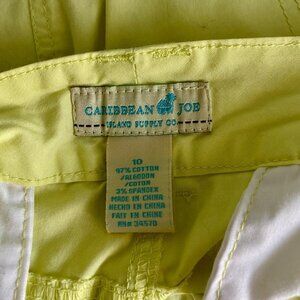 CARIBBEAN JOE
ISLAND SUPPLY CO.
10
97% COTTON
/ALGODON
/COTON
3% SPANDEX
MADE IN CHINA
HECHO EN CHINA
FAIT EN CHINE
RN# 34570